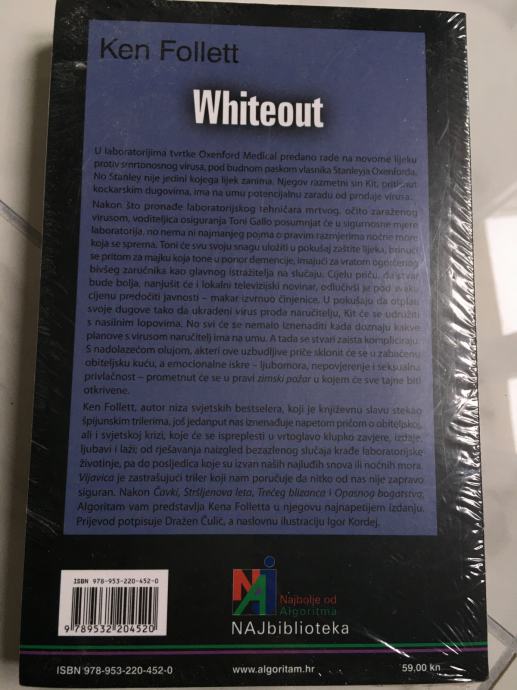 Ken Follett
Whiteout
U laboratorijima tvrtke Oxenford Medical predano rade na novome lijeku
protiv smrtonosnog virusa, pod budnom paskom vlasnika Stanleyja Oxenforda.
No Stanley nije jedini kojega lijek zanima. Njegov razmetni sin Kit, pritisnut
kockarskim dugovima, ima na umu potencijalnu zaradu od prodaje virusa.
Nakon što pronađe laboratorijskog tehničara mrtvog, očito zaraženog
virusom, voditeljica osiguranja Toni Gallo posumnjat će u sigurnosne mjere
laboratorija, no nema ni najmanjeg pojma o pravim razmjerima noćne more
koja se sprema. Toni će svu svoju snagu uložiti u pokušaj zaštite lijeka, brinući
se pritom za majku koja tone u ponor demencije, imajući za vratom ogorčenog
bivšeg zaručnika kao glavnog istražitelja na slučaju. Cijelu priču, da stvar
bude bolja, nanjušit će i lokalni televizijski novinar, odlučivši je pod svaku
cijenu predočiti javnosti – makar izvrnuo činjenice. U pokušaju da otplati
svoje dugove tako da ukradeni virus proda naručitelju, Kit će se udružiti
s nasilnim lopovima. No svi će se nemalo iznenaditi kada doznaju kakve
planove s virusom naručitelj ima na umu. A tada se stvari zaista kompliciraju.
S nadolazećom olujom, akteri ove uzbudljive priče sklonit će se u zabačenu
obiteljsku kuću, a emocionalne iskre – ljubomora, nepovjerenje i seksualna
privlačnost – prometnut će se u pravi zimski požar u kojem će sve tajne biti
otkrivene.
Ken Follett, autor niza svjetskih bestselera, koji je književnu slavu stekao
špijunskim trilerima, još jedanput nas iznenađuje napetom pričom o obiteljskoj,
ali i svjetskoj krizi, koje će se isprepleisti u vrtoglavo klupko zavjere, izdaje,
ljubavi i laži; od rješavanja naizgled bezazlenog slučaja krađe laboratorijske
životinje, pa do posljedica koje su izvan naših najluđih snova ili noćnih mora.
Vijavica je zastrašujući triler koji nam poručuje da nitko od nas nije zapravo
siguran. Nakon Čavki, Stršljenova leta, Trećeg blizanca i Opasnog bogatstva,
Algoritam vam predstavlja Kena Folletta u njegovu najnapetijem izdanju.
Prijevod potpisuje Dražen Čulić, a naslovnu ilustraciju Igor Kordej.
ISBN 978-953-220-452-0
9 789532 204520
NAJ
Najbolje od
Algoritma
NAJbiblioteka
ISBN 978-953-220-452-0
www.algoritam.hr
59,00 kn